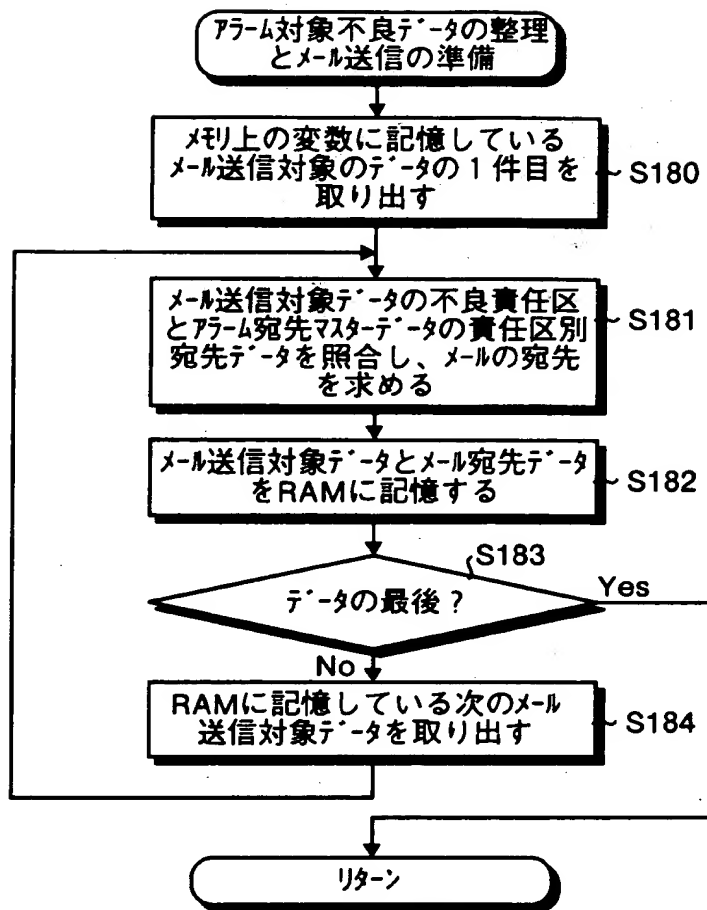 ｱﾗｰﾑ対象不良ﾃﾞｰﾀの整理
とﾒｰﾙ送信の準備
ﾒﾓﾘ上の変数に記憶している
ﾒｰﾙ送信対象のﾃﾞｰﾀの1件目を
取り出す
S180
ﾒｰﾙ送信対象ﾃﾞｰﾀの不良責任区
とｱﾗｰﾑ宛先ﾏｽﾀｰﾃﾞｰﾀの責任区別
宛先ﾃﾞｰﾀを照合し、ﾒｰﾙの宛先
を求める
S181
ﾒｰﾙ送信対象ﾃﾞｰﾀとﾒｰﾙ宛先ﾃﾞｰﾀ
をRAMに記憶する
S182
S183
ﾃﾞｰﾀの最後?
Yes
No
RAMに記憶している次のﾒｰﾙ
送信対象ﾃﾞｰﾀを取り出す
S184
ﾘﾀｰﾝ